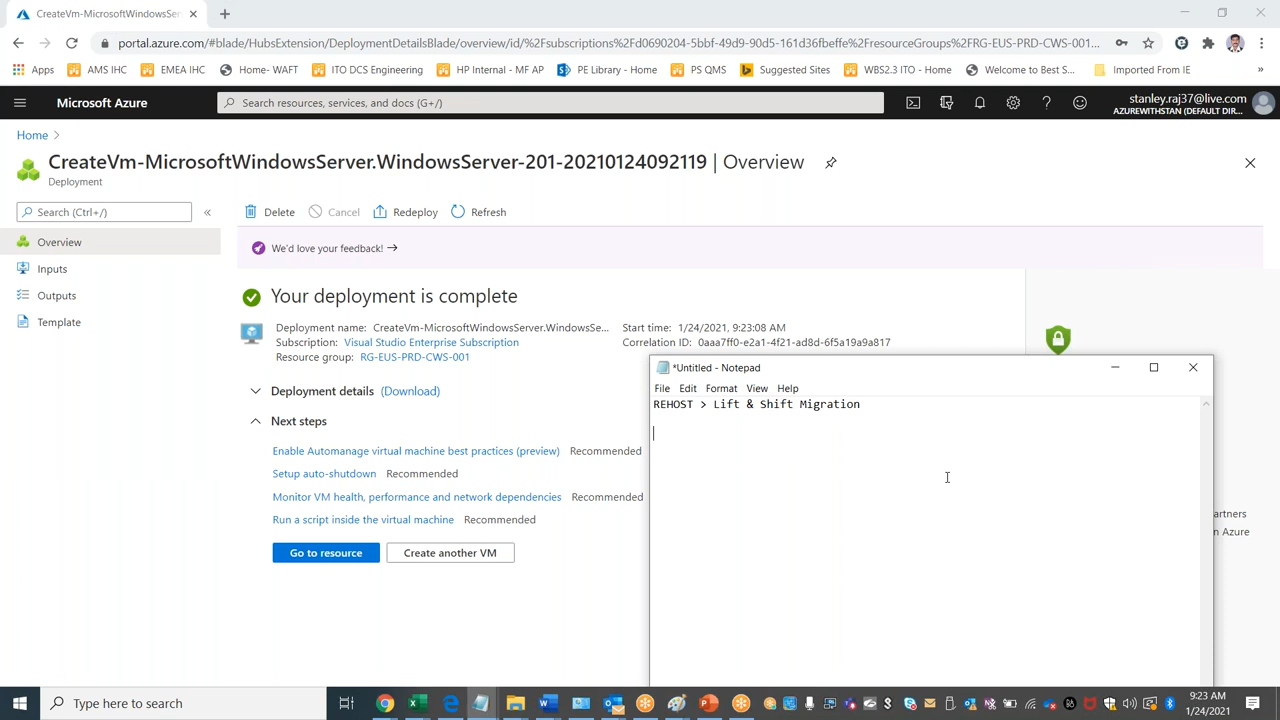 CreateVm-MicrosoftWindowsServer
portal.azure.com/#blade/HubsExtension/DeploymentDetailsBlade/overview/id/%2Fsubscriptions%2Fd0690204-5bbf-49d9-90d5-161d36fbeffe%2FresourceGroups%2FRG-EUS-PRD-CWS-001...
Apps AMS IHC EMEA IHC Home- WAFT ITO DCS Engineering HP Internal - MF AP PE Library - Home PS QMS Suggested Sites WBS2.3 ITO - Home Welcome to Best S... Imported From IE »
Microsoft Azure Search resources, services, and docs (G+/) stanley.raj37@live.com
AZUREWITHSTAN (DEFAULT DIR...
Home >
CreateVm-MicrosoftWindowsServer.WindowsServer-201-20210124092119 | Overview
Deployment
Search (Ctrl+/) « Delete Cancel Redeploy Refresh
Overview
Inputs
Outputs
Template
We'd love your feedback! →
Your deployment is complete
Deployment name: CreateVm-MicrosoftWindowsServer.WindowsSe... Start time: 1/24/2021, 9:23:08 AM
Subscription: Visual Studio Enterprise Subscription Correlation ID: 0aaa7ff0-e2a1-4f21-ad8d-6f5a19a9a817
Resource group: RG-EUS-PRD-CWS-001
Deployment details (Download)
Next steps
Enable Automanage virtual machine best practices (preview) Recommended
Setup auto-shutdown Recommended
Monitor VM health, performance and network dependencies Recommended
Run a script inside the virtual machine Recommended
Go to resource Create another VM
*Untitled - Notepad
File Edit Format View Help
REHOST > Lift & Shift Migration
artners
n Azure
Type here to search
9:23 AM
1/24/2021